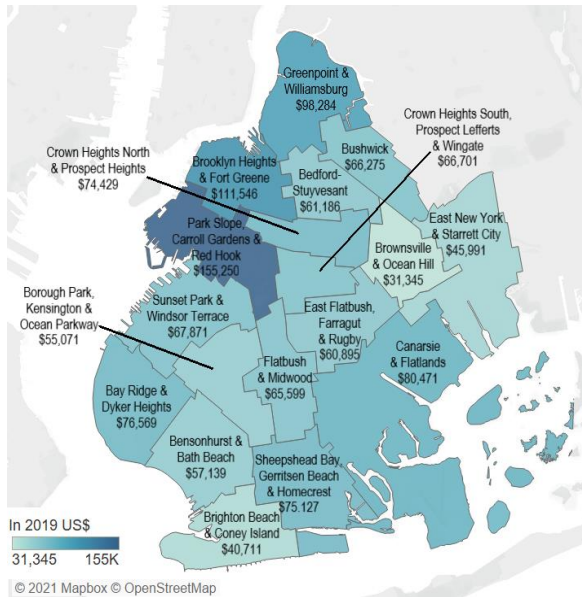 Greenpoint &
Williamsburg
$98,284
Crown Heights South,
Prospect Lefferts
& Wingate
$66,701
Crown Heights North
& Prospect Heights
$74,429
Brooklyn Heights
& Fort Greene
$111,546
Bushwick
$66,275
Bedford-
Stuyvesant
$61,186
East New York
& Starrett City
$45,991
Park Slope,
Carroll Gardens &
Red Hook
$155,250
Brownsville
& Ocean Hill
$31,345
Borough Park,
Kensington &
Ocean Parkway
$55,071
Sunset Park &
Windsor Terrace
$67,871
East Flatbush,
Farragut
& Rugby
$60,895
Canarsie
& Flatlands
$80,471
Flatbush
& Midwood
$65,599
Bay Ridge &
Dyker Heights
$76,569
Bensonhurst &
Bath Beach
$57,139
Sheepshead Bay,
Gerritsen Beach
& Homecrest
$75.127
Brighton Beach
& Coney Island
$40,711
In 2019 US$
31,345 155K
© 2021 Mapbox © OpenStreetMap